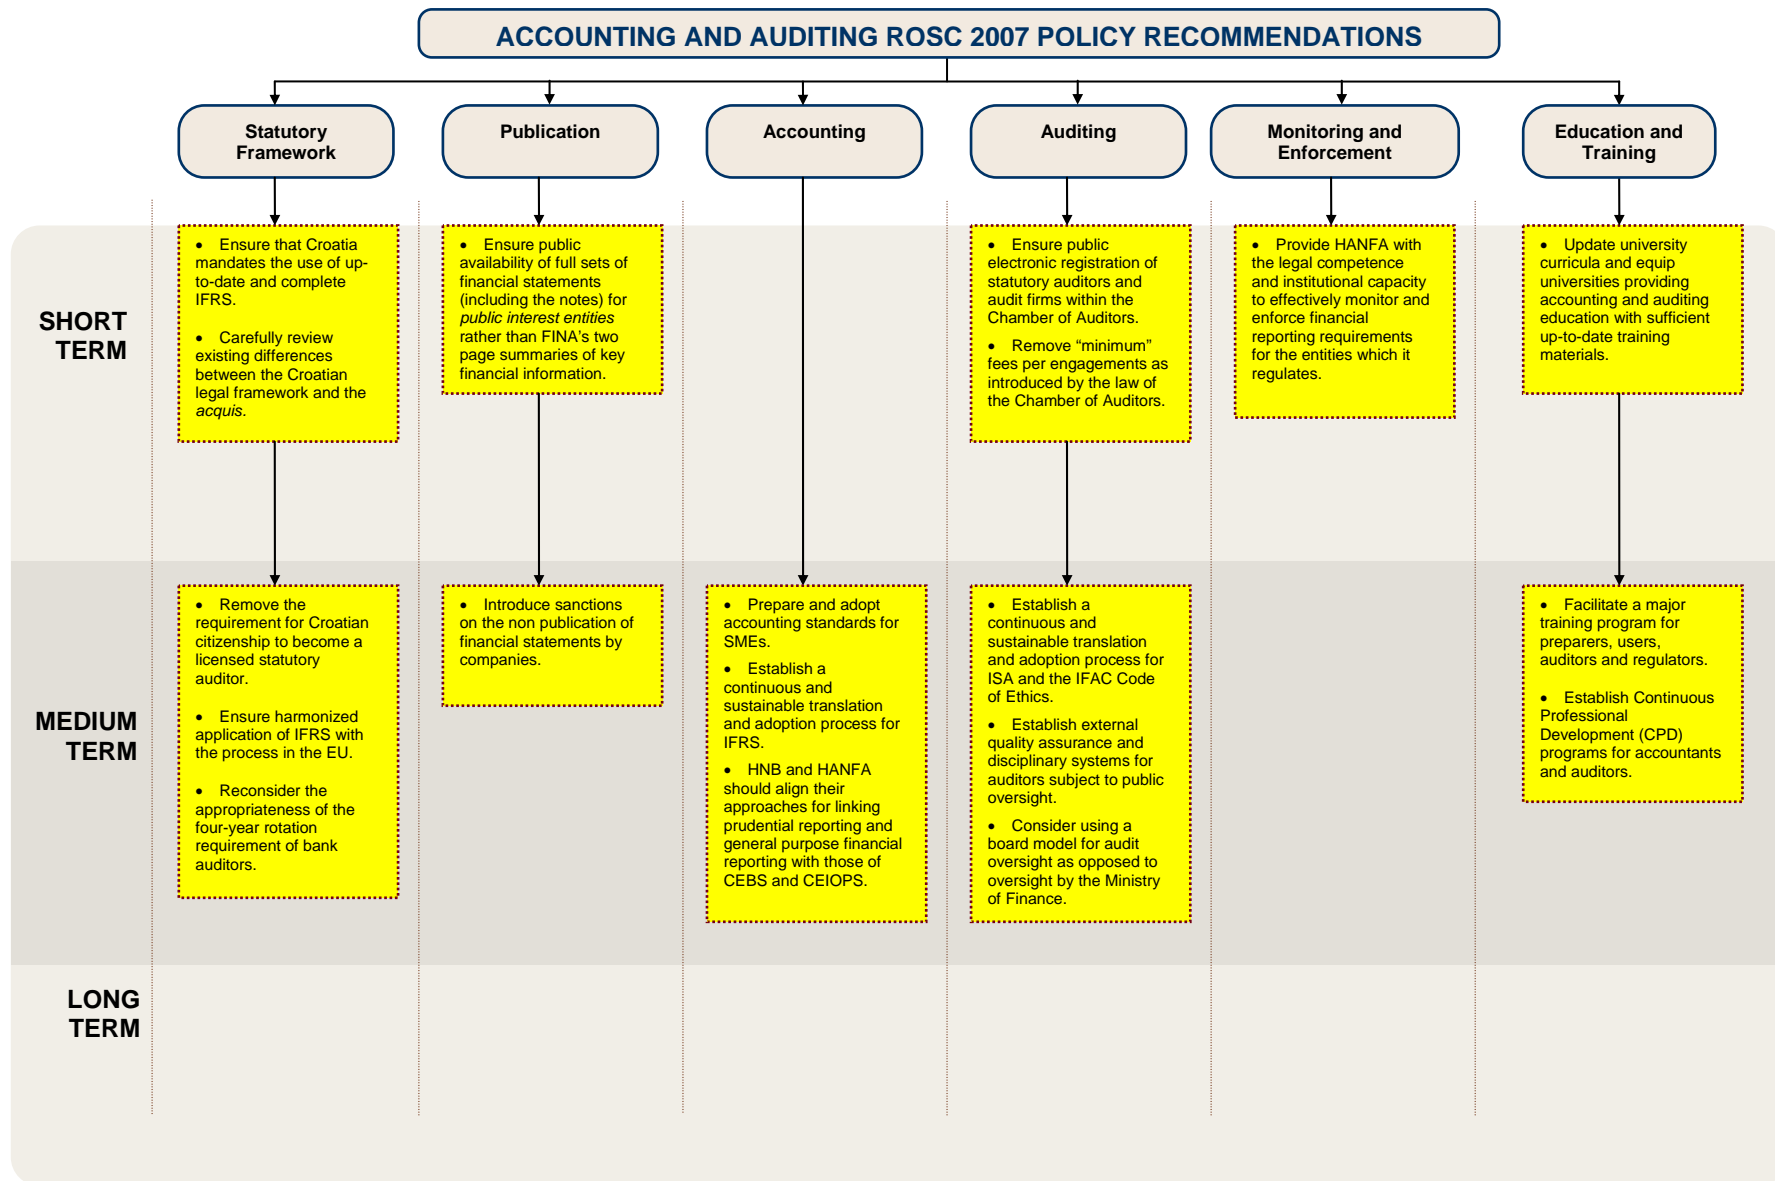 ACCOUNTING AND AUDITING ROSC 2007 POLICY RECOMMENDATIONS
Statutory
Framework
Publication
Accounting
Auditing
Monitoring and
Enforcement
Education and
Training
SHORT
TERM
• Ensure that Croatia
mandates the use of up-
to-date and complete
IFRS.
• Carefully review
existing differences
between the Croatian
legal framework and the
acquis.
• Ensure public
availability of full sets of
financial statements
(including the notes) for
public interest entities
rather than FINA’s two
page summaries of key
financial information.
• Ensure public
electronic registration of
statutory auditors and
audit firms within the
Chamber of Auditors.
• Remove “minimum”
fees per engagements as
introduced by the law of
the Chamber of Auditors.
• Provide HANFA with
the legal competence
and institutional capacity
to effectively monitor and
enforce financial
reporting requirements
for the entities which it
regulates.
• Update university
curricula and equip
universities providing
accounting and auditing
education with sufficient
up-to-date training
materials.
MEDIUM
TERM
• Remove the
requirement for Croatian
citizenship to become a
licensed statutory
auditor.
• Ensure harmonized
application of IFRS with
the process in the EU.
• Reconsider the
appropriateness of the
four-year rotation
requirement of bank
auditors.
• Introduce sanctions
on the non publication of
financial statements by
companies.
• Prepare and adopt
accounting standards for
SMEs.
• Establish a
continuous and
sustainable translation
and adoption process for
IFRS.
• HNB and HANFA
should align their
approaches for linking
prudential reporting and
general purpose financial
reporting with those of
CEBS and CEIOPS.
• Establish a
continuous and
sustainable translation
and adoption process for
ISA and the IFAC Code
of Ethics.
• Establish external
quality assurance and
disciplinary systems for
auditors subject to public
oversight.
• Consider using a
board model for audit
oversight as opposed to
oversight by the Ministry
of Finance.
• Facilitate a major
training program for
preparers, users,
auditors and regulators.
• Establish Continuous
Professional
Development (CPD)
programs for accountants
and auditors.
LONG
TERM